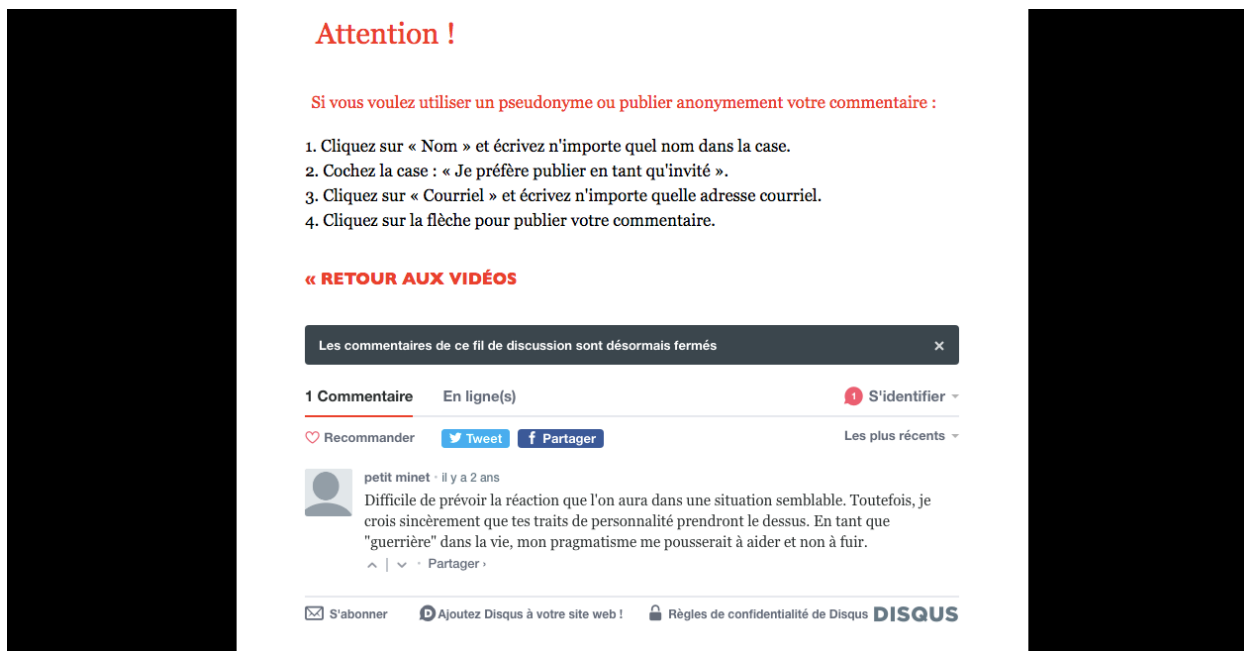 Attention !
Si vous voulez utiliser un pseudonyme ou publier anonymement votre commentaire :
1. Cliquez sur « Nom » et écrivez n'importe quel nom dans la case.
2. Cochez la case : « Je préfère publier en tant qu'invité ».
3. Cliquez sur « Courriel » et écrivez n'importe quelle adresse courriel.
4. Cliquez sur la flèche pour publier votre commentaire.
« RETOUR AUX VIDÉOS
Les commentaires de ce fil de discussion sont désormais fermés ×
1 Commentaire En ligne(s) 1 S'identifier
Recommander Tweet f Partager Les plus récents
petit minet · il y a 2 ans
Difficile de prévoir la réaction que l'on aura dans une situation semblable. Toutefois, je
crois sincèrement que tes traits de personnalité prendront le dessus. En tant que
"guerrière" dans la vie, mon pragmatisme me pousserait à aider et non à fuir.
· Partager ›
S'abonner D Ajoutez Disqus à votre site web ! Règles de confidentialité de Disqus DISQUS